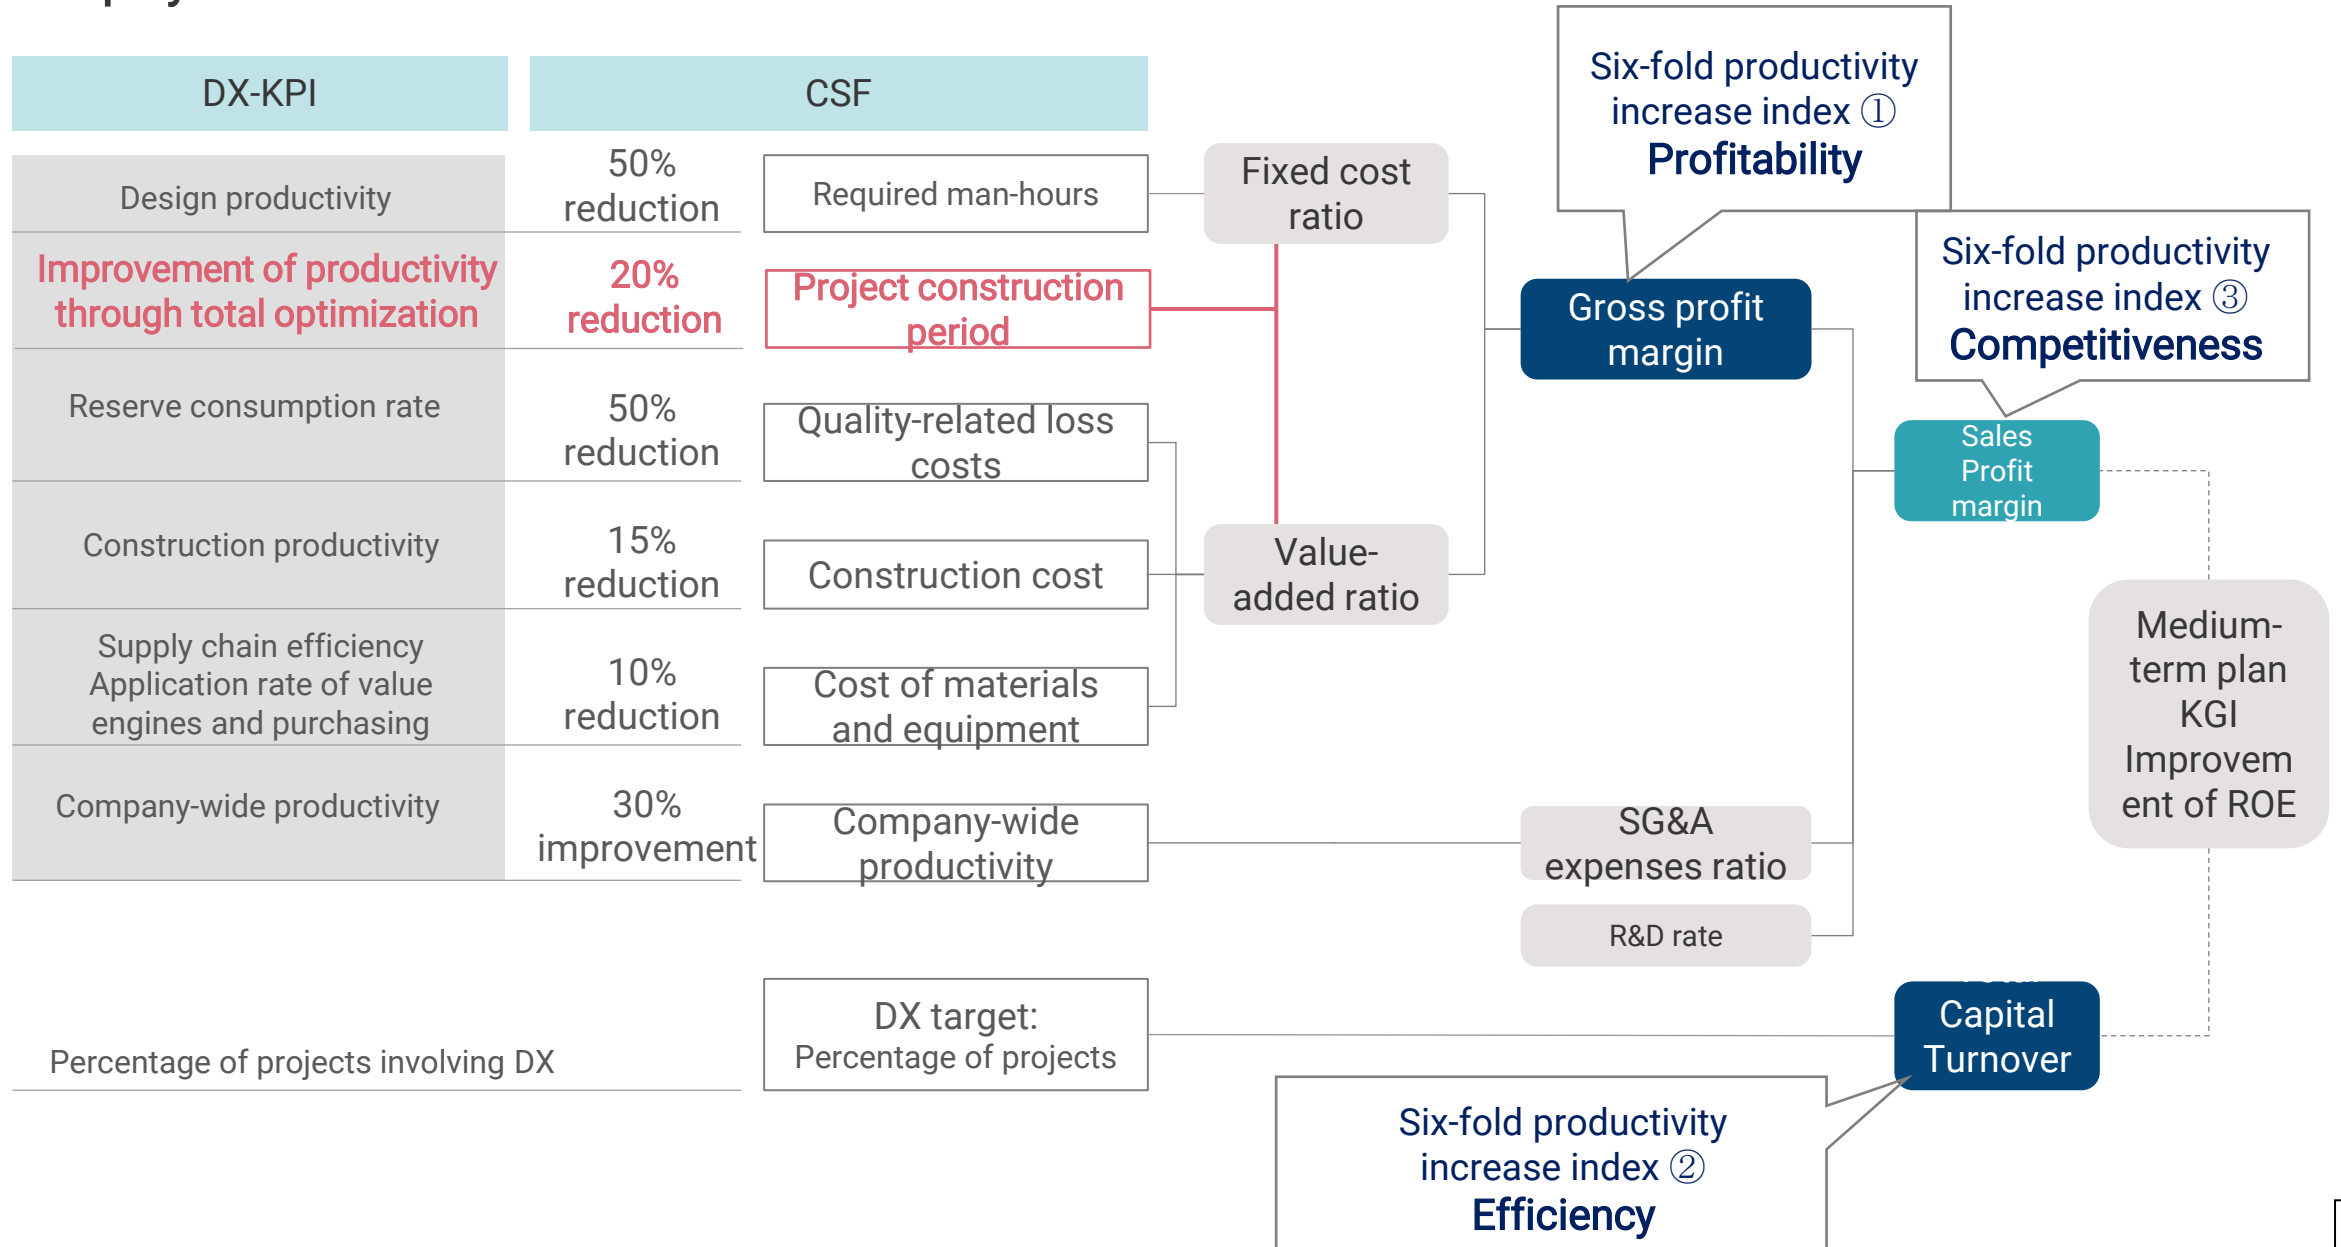 DX-KPI
CSF
Design productivity
50%
reduction
Required man-hours
Improvement of productivity
through total optimization
20%
reduction
Project construction
period
Reserve consumption rate
50%
reduction
Quality-related loss
costs
Construction productivity
15%
reduction
Construction cost
Supply chain efficiency
Application rate of value
engines and purchasing
10%
reduction
Cost of materials
and equipment
Company-wide productivity
30%
improvement
Company-wide
productivity
Percentage of projects involving DX
DX target:
Percentage of projects
Fixed cost
ratio
Value-
added ratio
Six-fold productivity
increase index ①
Profitability
Gross profit
margin
SG&A
expenses ratio
R&D rate
Six-fold productivity
increase index ③
Competitiveness
Sales
Profit
margin
Capital
Turnover
Six-fold productivity
increase index ②
Efficiency
Medium-
term plan
KGI
Improvem
ent of ROE